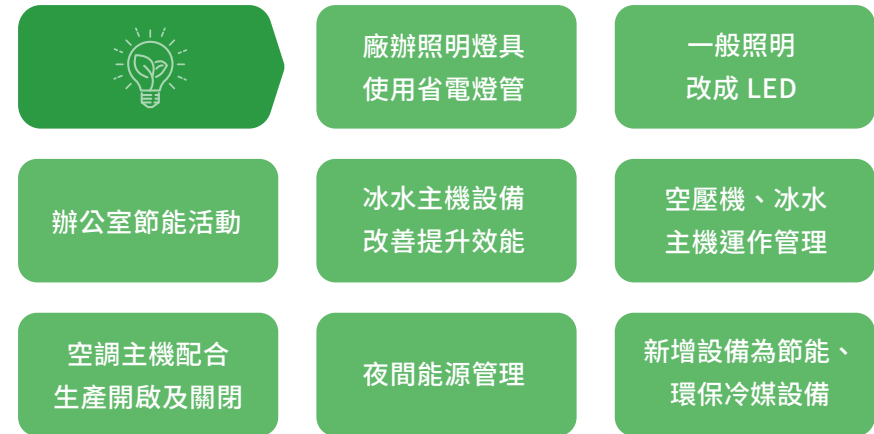 廠辦照明燈具
使用省電燈管
一般照明
改成 LED
辦公室節能活動
冰水主機設備
改善提升效能
空壓機、冰水
主機運作管理
空調主機配合
生產開啟及關閉
夜間能源管理
新增設備為節能、
環保冷媒設備